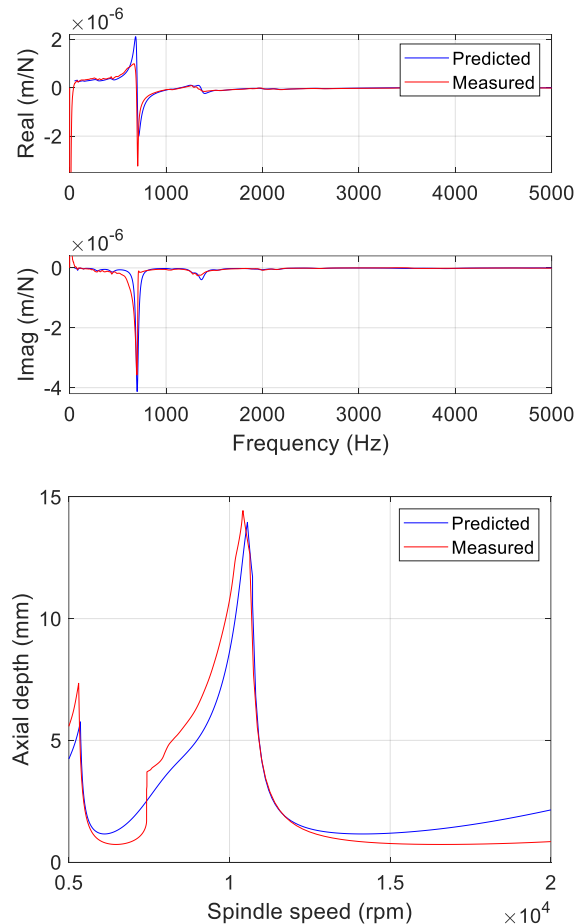 ×10⁻⁶
2
0
-2
Real (m/N)
Predicted
Measured
0 1000 2000 3000 4000 5000
×10⁻⁶
0
-2
-4
Imag (m/N)
0 1000 2000 3000 4000 5000
Frequency (Hz)
15
10
5
0
Axial depth (mm)
Predicted
Measured
0.5 1 1.5 2
Spindle speed (rpm)
×10⁴